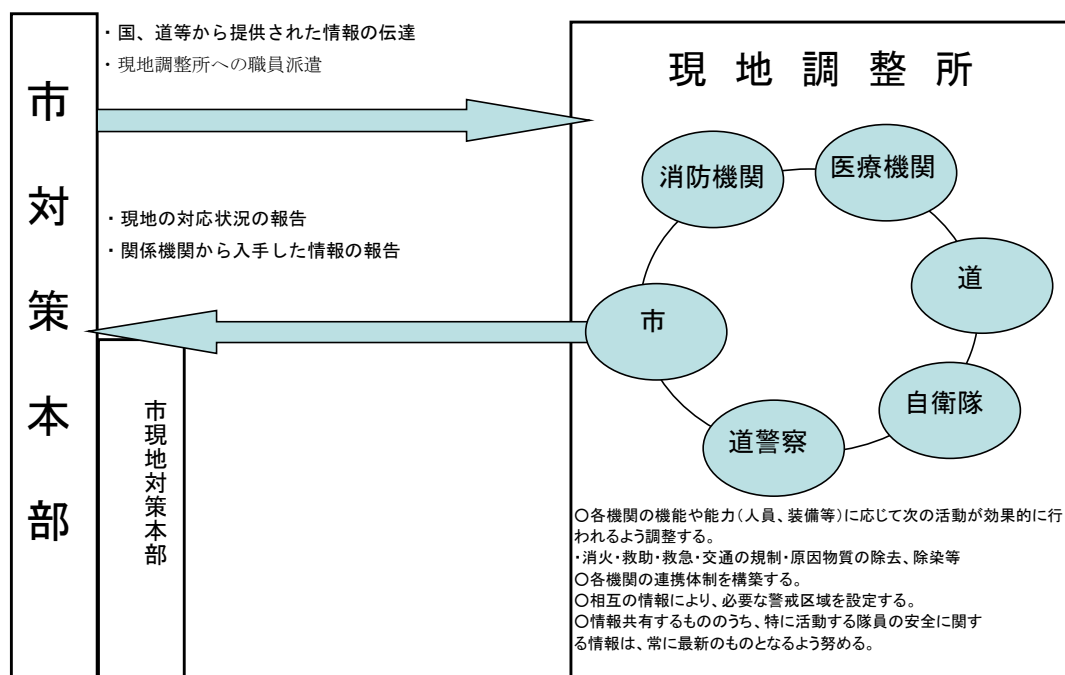 市対策本部
・国、道等から提供された情報の伝達
・現地調整所への職員派遣
・現地の対応状況の報告
・関係機関から入手した情報の報告
市現地対策本部
現地調整所
消防機関
医療機関
道
自衛隊
道警察
市
〇各機関の機能や能力(人員、装備等)に応じて次の活動が効果的に行
われるよう調整する。
・消火・救助・救急・交通の規制・原因物質の除去、除染等
〇各機関の連携体制を構築する。
〇相互の情報により、必要な警戒区域を設定する。
〇情報共有するもののうち、特に活動する隊員の安全に関す
る情報は、常に最新のものとなるよう努める。